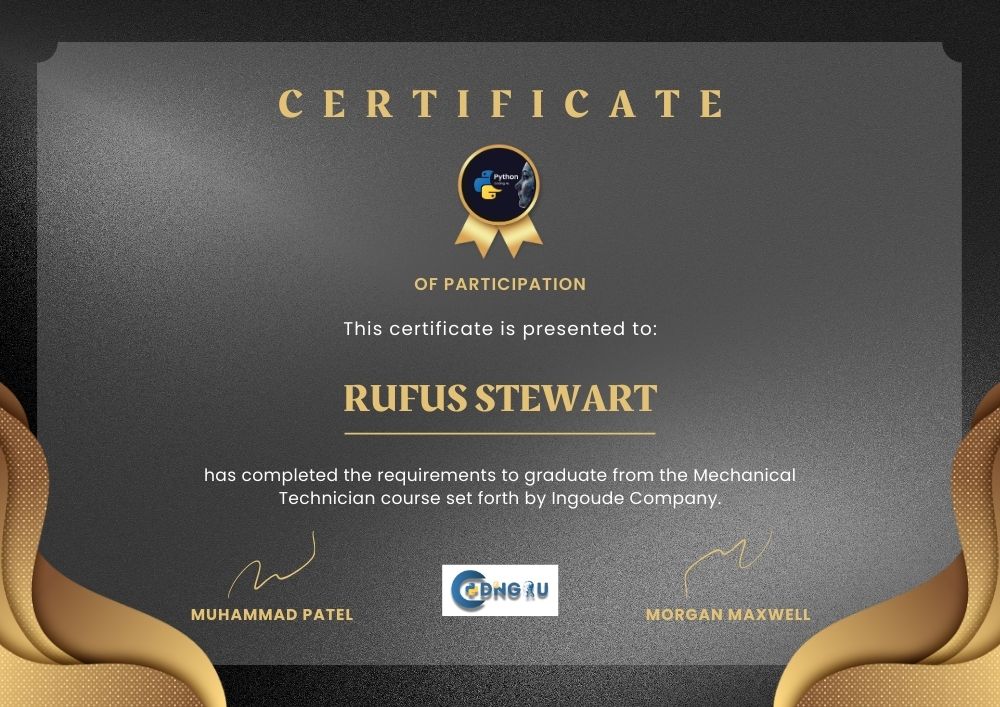 CERTIFICATE
Python
OF PARTICIPATION
This certificate is presented to:
RUFUS STEWART
has completed the requirements to graduate from the Mechanical
Technician course set forth by Ingoude Company.
MUHAMMAD PATEL
MORGAN MAXWELL